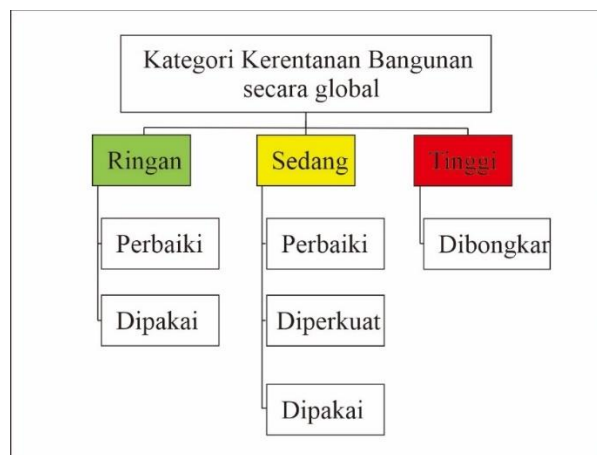 Kategori Kerentanan Bangunan
secara global
Ringan
Sedang
Tinggi
Perbaiki
Perbaiki
Dibongkar
Dipakai
Diperkuat
Dipakai